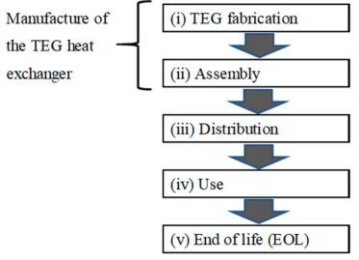 Manufacture of
the TEG heat
exchanger
(i) TEG fabrication
(ii) Assembly
(iii) Distribution
(iv) Use
(v) End of life (EOL)